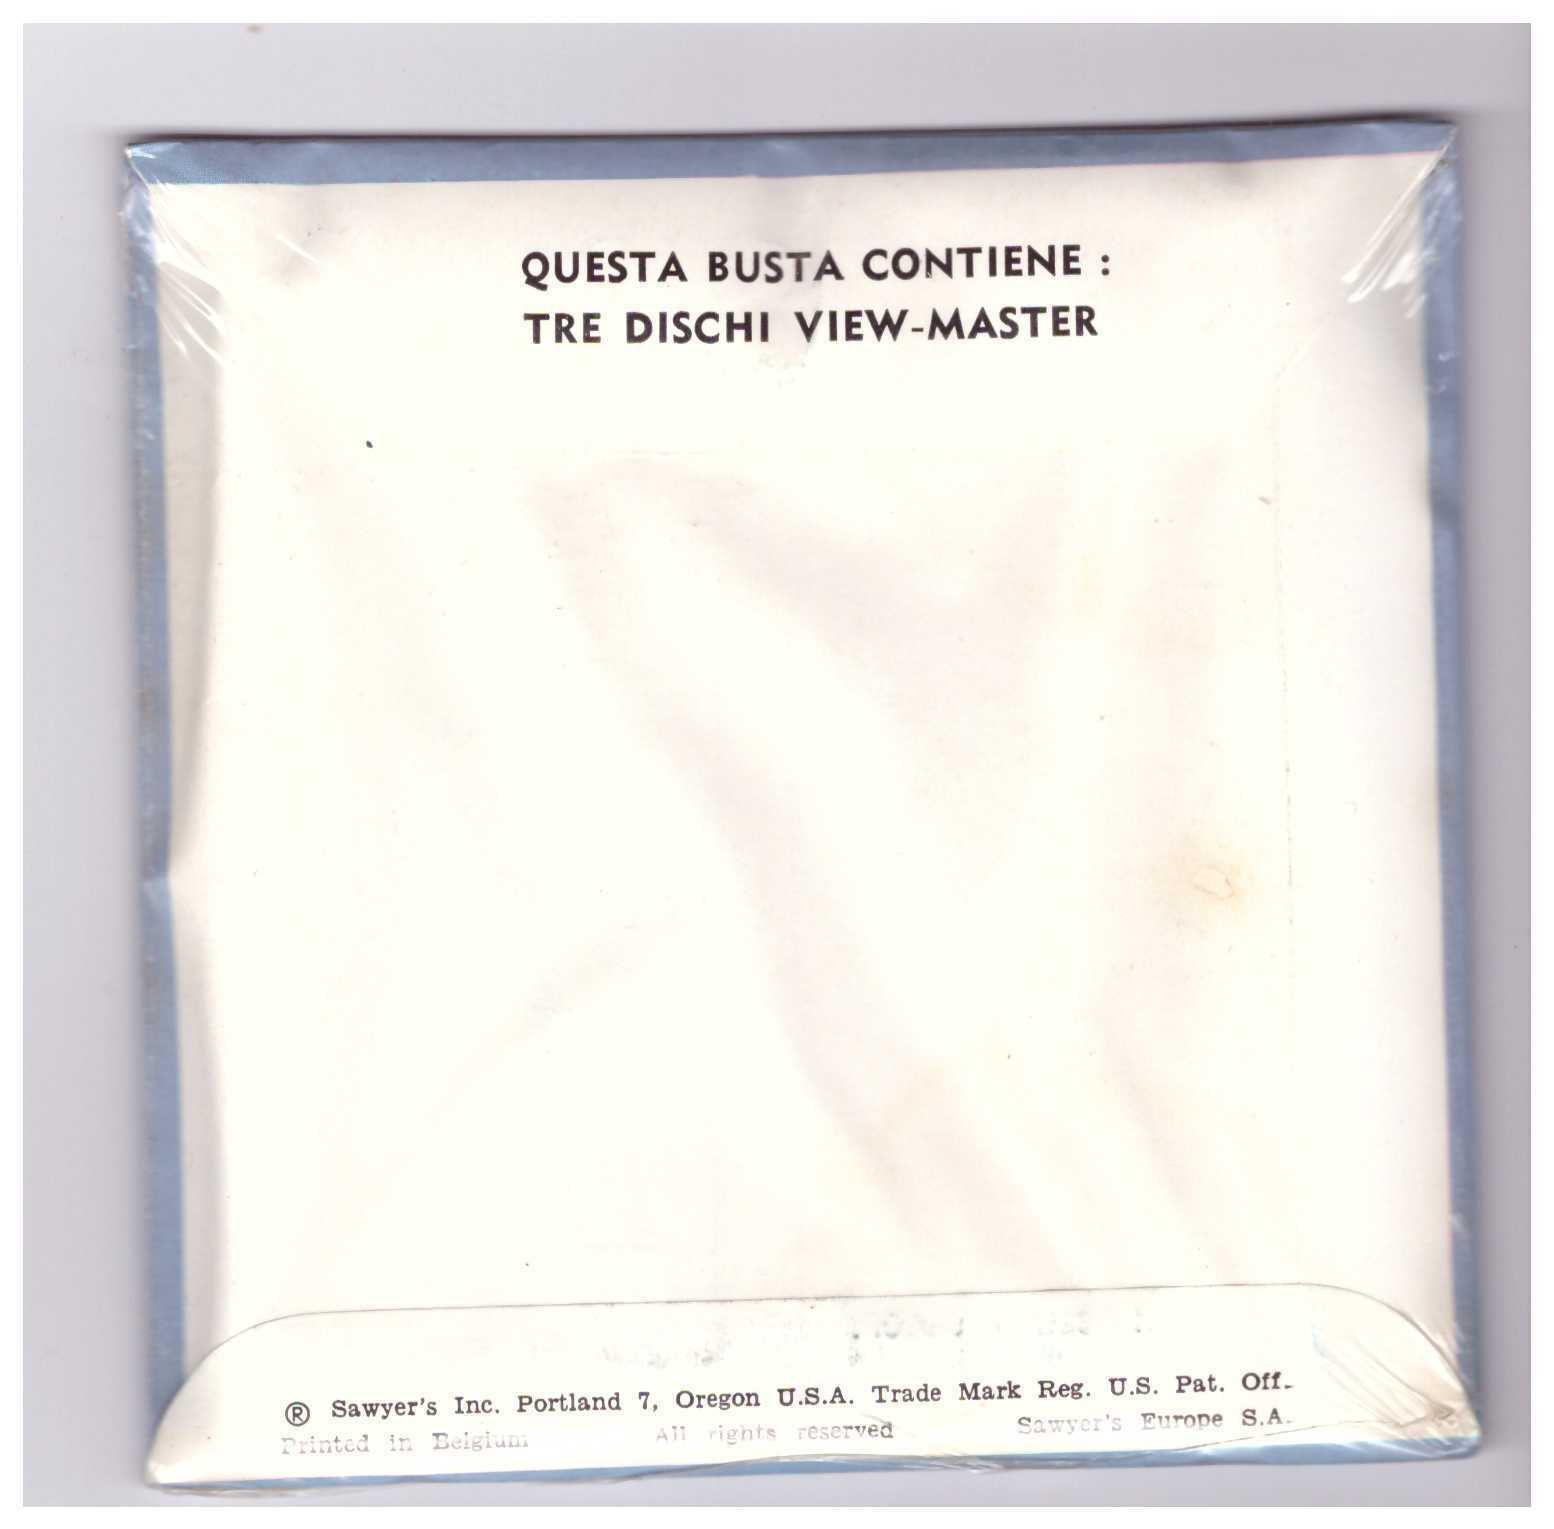 QUESTA BUSTA CONTIENE :
TRE DISCHI VIEW-MASTER
® Sawyer's Inc. Portland 7, Oregon U.S.A. Trade Mark Reg. U.S. Pat. Off.
Printed in Belgium All rights reserved Sawyer's Europe S.A.